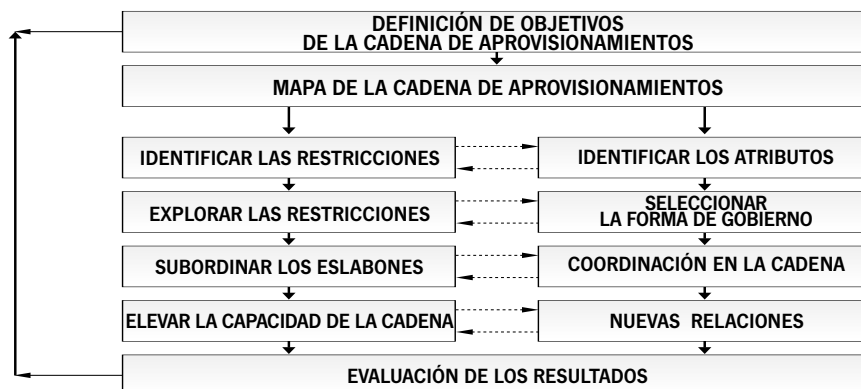 DEFINICIÓN DE OBJETIVOS
DE LA CADENA DE APROVISIONAMIENTOS
MAPA DE LA CADENA DE APROVISIONAMIENTOS
IDENTIFICAR LAS RESTRICCIONES
IDENTIFICAR LOS ATRIBUTOS
EXPLORAR LAS RESTRICCIONES
SELECCIONAR
LA FORMA DE GOBIERNO
SUBORDINAR LOS ESLABONES
COORDINACIÓN EN LA CADENA
ELEVAR LA CAPACIDAD DE LA CADENA
NUEVAS RELACIONES
EVALUACIÓN DE LOS RESULTADOS